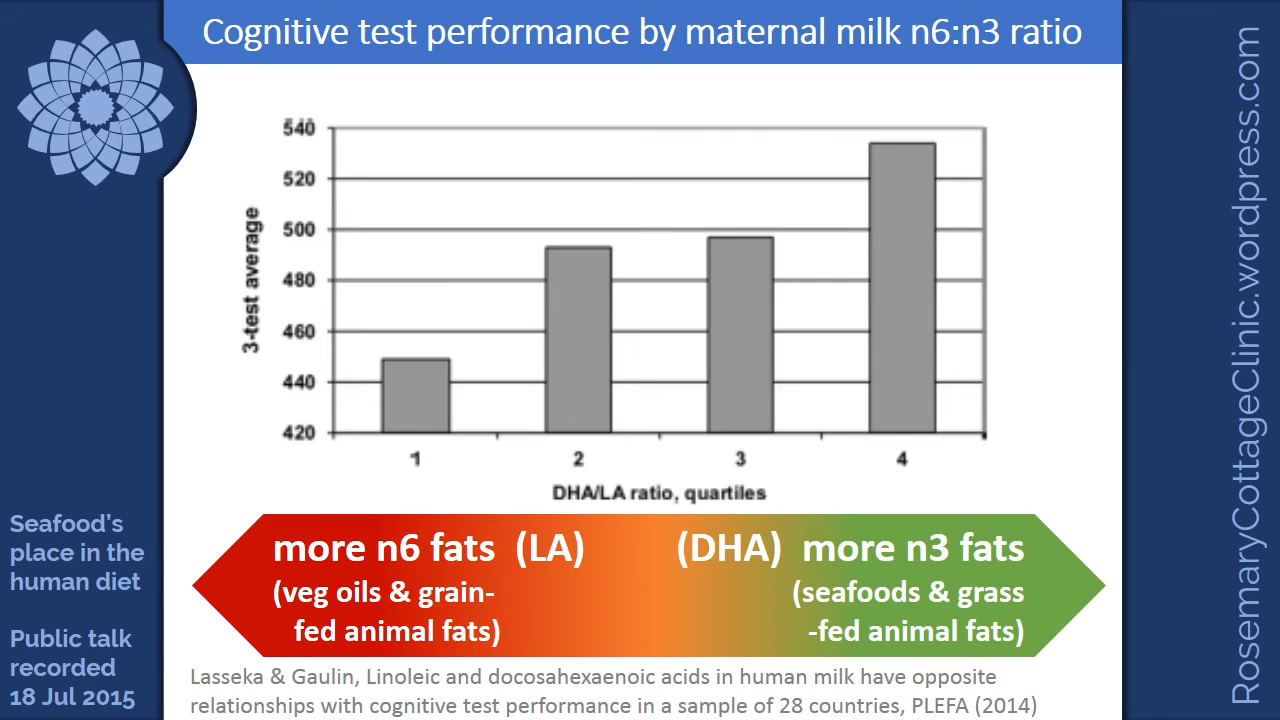 Cognitive test performance by maternal milk n6:n3 ratio
540
520
500
480
460
440
420
3-test average
1 2 3 4
DHA/LA ratio, quartiles
more n6 fats (LA)
(veg oils & grain-
fed animal fats)
(DHA) more n3 fats
(seafoods & grass
-fed animal fats)
Lasseka & Gaulin, Linoleic and docosahexaenoic acids in human milk have opposite
relationships with cognitive test performance in a sample of 28 countries, PLEFA (2014)
Seafood’s
place in the
human diet
Public talk
recorded
18 Jul 2015
RosemaryCottageClinic.wordpress.com